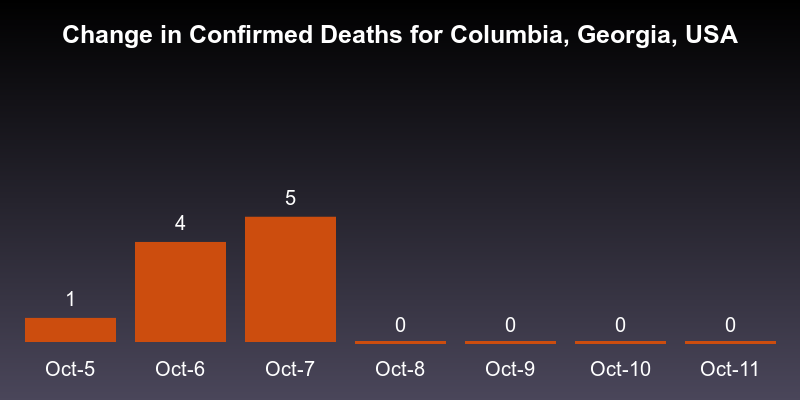 Change in Confirmed Deaths for Columbia, Georgia, USA
5
4
1
0 0 0 0
Oct-5 Oct-6 Oct-7 Oct-8 Oct-9 Oct-10 Oct-11